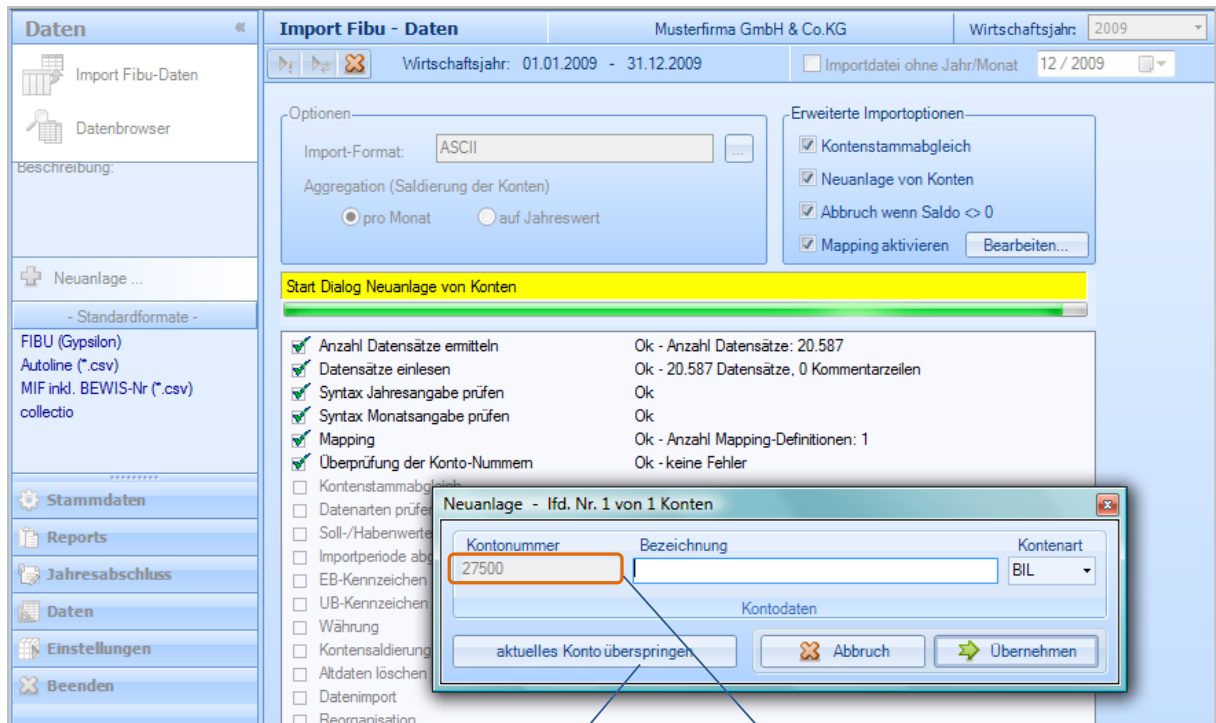 Daten «
Import Fibu-Daten
Datenbrowser
Beschreibung:
Neuanlage ...
- Standardformate -
FIBU (Gypsilon)
Autoline (*.csv)
MIF inkl. BEWIS-Nr (*.csv)
collectio
Stammdaten
Reports
Jahresabschluss
Daten
Einstellungen
Beenden
Import Fibu - Daten Musterfirma GmbH & Co.KG Wirtschaftsjahr: 2009
Wirtschaftsjahr: 01.01.2009 - 31.12.2009 Importdatei ohne Jahr/Monat 12 / 2009
Optionen
Import-Format: ASCII ...
Aggregation (Saldierung der Konten)
pro Monat auf Jahreswert
Erweiterte Importoptionen
Kontenstammabgleich
Neuanlage von Konten
Abbruch wenn Saldo <> 0
Mapping aktivieren Bearbeiten...
Start Dialog Neuanlage von Konten
Anzahl Datensätze ermitteln Ok - Anzahl Datensätze: 20.587
Datensätze einlesen Ok - 20.587 Datensätze, 0 Kommentarzeilen
Syntax Jahresangabe prüfen Ok
Syntax Monatsangabe prüfen Ok
Mapping Ok - Anzahl Mapping-Definitionen: 1
Überprüfung der Konto-Nummern Ok - keine Fehler
Kontenstammabgleich
Datenarten prüfen
Soll-/Habenwerte
Importperiode abg
EB-Kennzeichen
UB-Kennzeichen
Währung
Kontensaldierung
Altdaten löschen
Datenimport
Reorganisation
Neuanlage - lfd. Nr. 1 von 1 Konten
Kontonummer Bezeichnung Kontenart
27500 BIL
Kontodaten
aktuelles Konto überspringen Abbruch Übernehmen